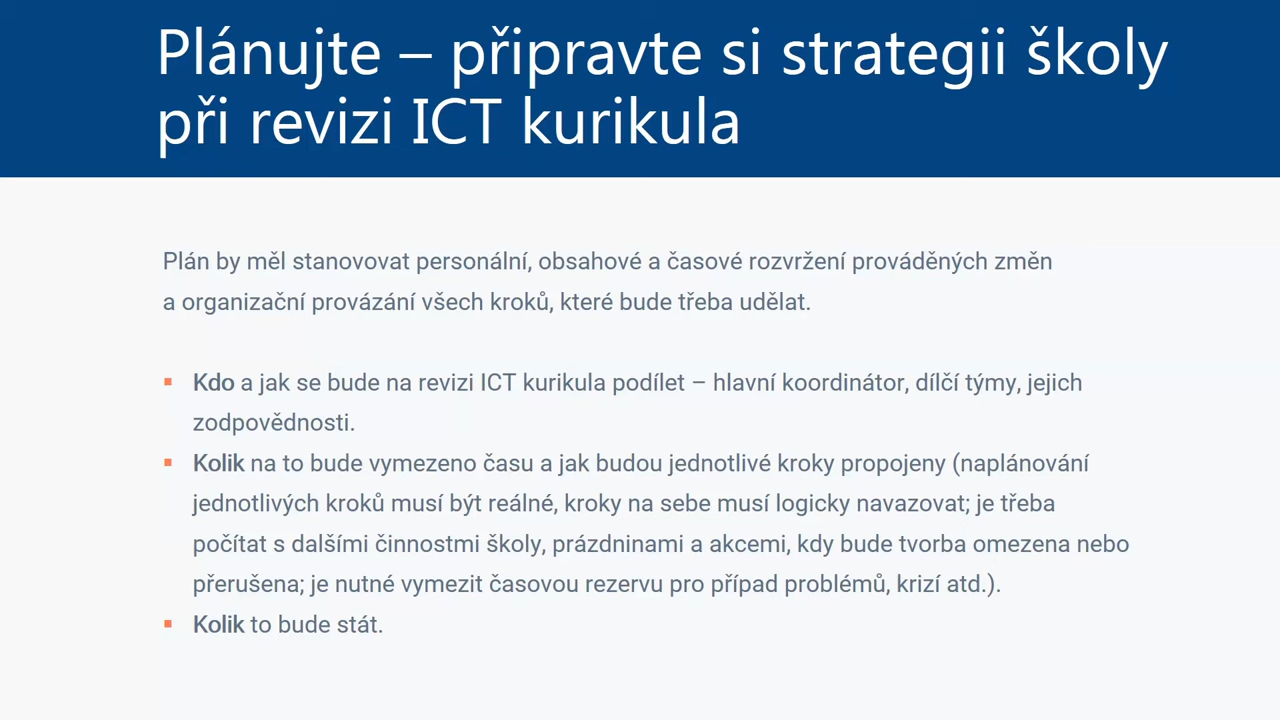 Plánujte – připravte si strategii školy
při revizi ICT kurikula
Plán by měl stanovovat personální, obsahové a časové rozvržení prováděných změn
a organizační provázání všech kroků, které bude třeba udělat.
▪ Kdo a jak se bude na revizi ICT kurikula podílet – hlavní koordinátor, dílčí týmy, jejich
zodpovědnosti.
▪ Kolik na to bude vymezeno času a jak budou jednotlivé kroky propojeny (naplánování
jednotlivých kroků musí být reálné, kroky na sebe musí logicky navazovat; je třeba
počítat s dalšími činnostmi školy, prázdninami a akcemi, kdy bude tvorba omezena nebo
přerušena; je nutné vymezit časovou rezervu pro případ problémů, krizí atd.).
▪ Kolik to bude stát.